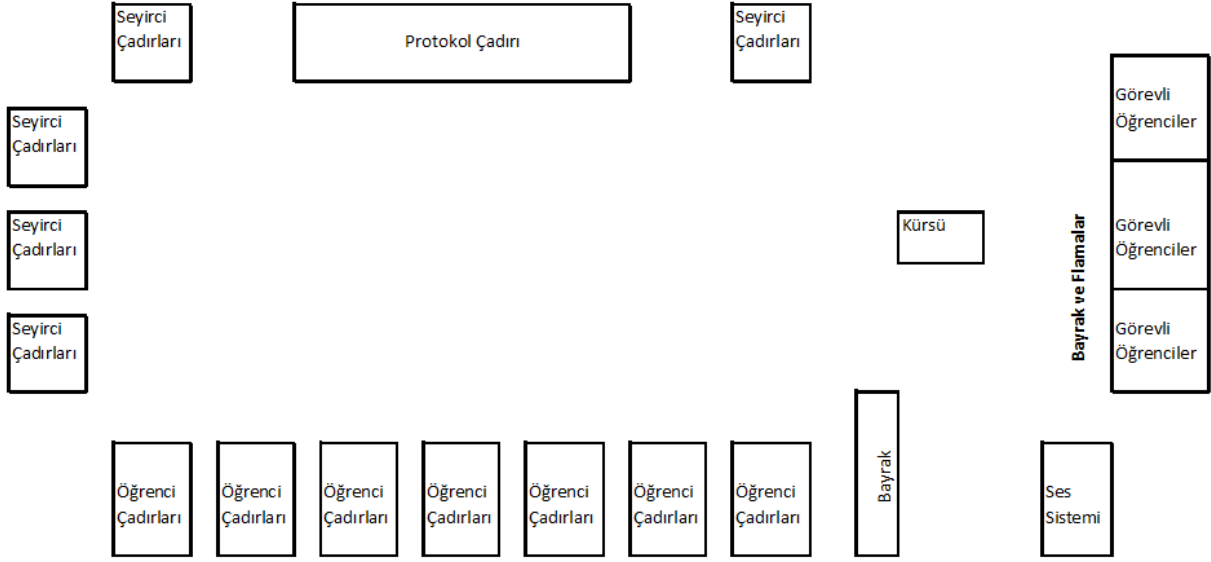 Seyirci
Çadırları
Protokol Çadırı
Seyirci
Çadırları
Görevli
Öğrenciler
Seyirci
Çadırları
Seyirci
Çadırları
Kürsü
Bayrak ve Flamalar
Görevli
Öğrenciler
Seyirci
Çadırları
Görevli
Öğrenciler
Öğrenci
Çadırları
Öğrenci
Çadırları
Öğrenci
Çadırları
Öğrenci
Çadırları
Öğrenci
Çadırları
Öğrenci
Çadırları
Öğrenci
Çadırları
Bayrak
Ses
Sistemi